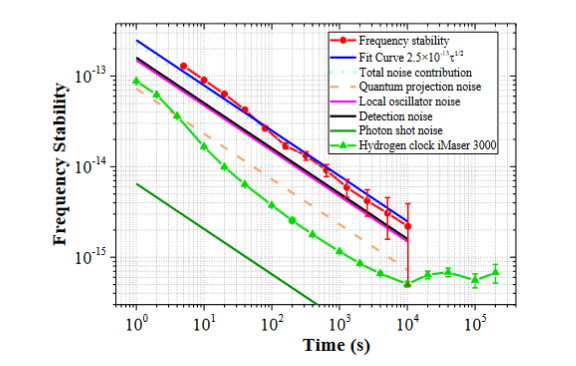 Frequency stability
Fit Curve 2.5×10⁻¹³τ^1/2
Total noise contribution
Quantum projection noise
Local oscillator noise
Detection noise
Photon shot noise
Hydrogen clock iMaser 3000
10⁻¹³
10⁻¹⁴
10⁻¹⁵
Frequency Stability
10⁰ 10¹ 10² 10³ 10⁴ 10⁵
Time (s)